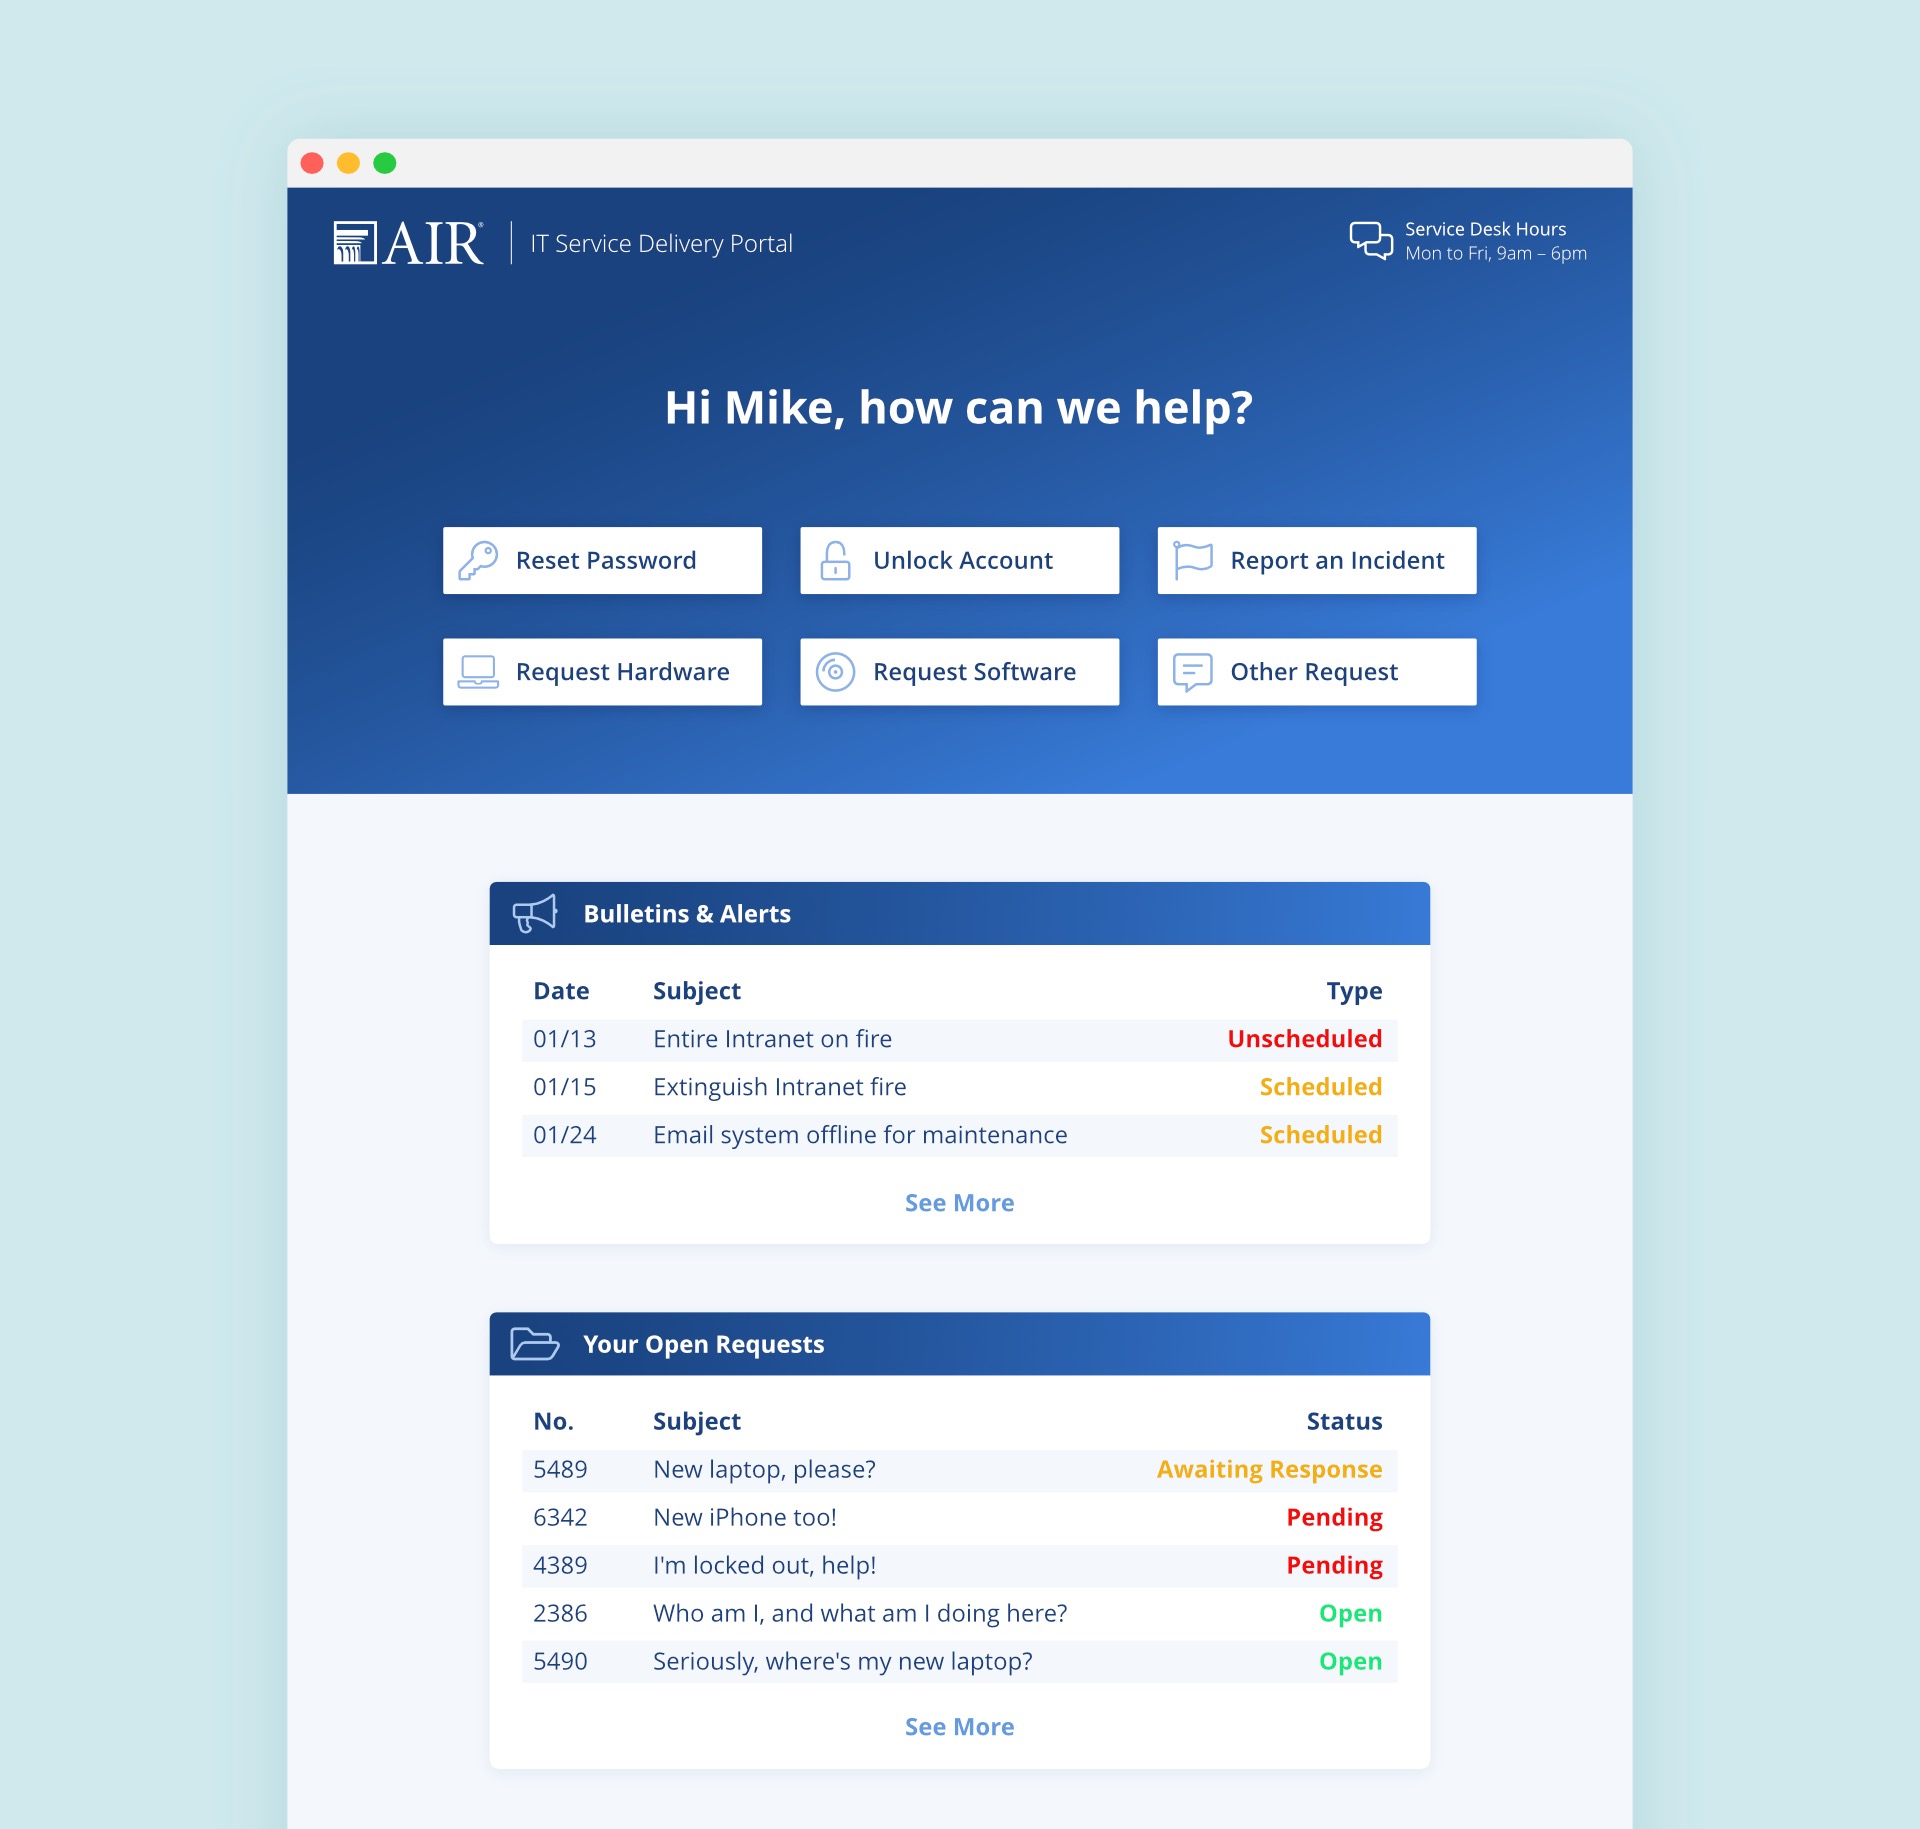 AIR®
IT Service Delivery Portal
Service Desk Hours
Mon to Fri, 9am – 6pm
Hi Mike, how can we help?
Reset Password
Unlock Account
Report an Incident
Request Hardware
Request Software
Other Request
Bulletins & Alerts
Date Subject Type
01/13 Entire Intranet on fire Unscheduled
01/15 Extinguish Intranet fire Scheduled
01/24 Email system offline for maintenance Scheduled
See More
Your Open Requests
No. Subject Status
5489 New laptop, please? Awaiting Response
6342 New iPhone too! Pending
4389 I'm locked out, help! Pending
2386 Who am I, and what am I doing here? Open
5490 Seriously, where's my new laptop? Open
See More